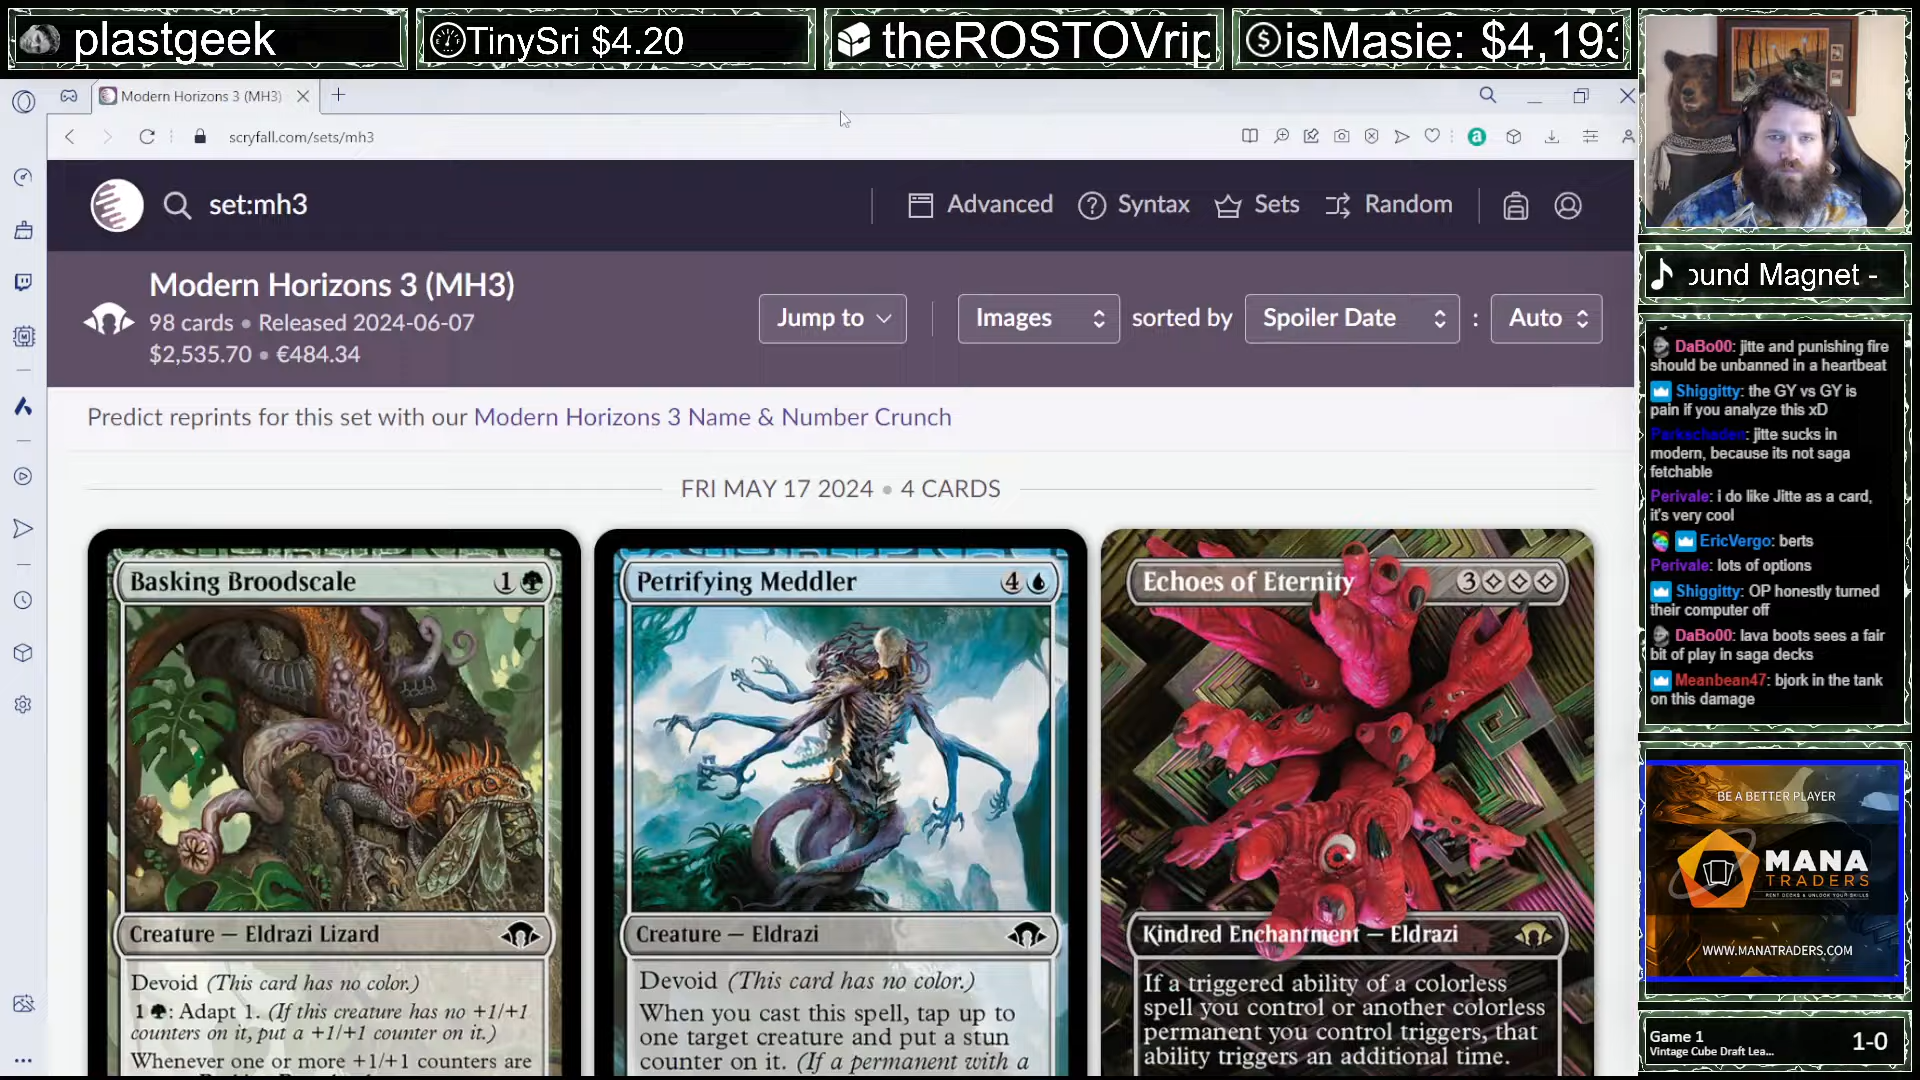 plastgeek
TinySri $4.20
theROSTOVrip
isMasie: $4,193
Modern Horizons 3 (MH3)
scryfall.com/sets/mh3
set:mh3
Advanced
Syntax
Sets
Random
Modern Horizons 3 (MH3)
98 cards • Released 2024-06-07
$2,535.70 • €484.34
Jump to
Images
sorted by
Spoiler Date
:
Auto
Predict reprints for this set with our Modern Horizons 3 Name & Number Crunch
FRI MAY 17 2024 • 4 CARDS
Basking Broodscale 1
Creature — Eldrazi Lizard
Devoid (This card has no color.)
1 : Adapt 1. (If this creature has no +1/+1
counters on it, put a +1/+1 counter on it.)
Whenever one or more +1/+1 counters are
Petrifying Meddler 4
Creature — Eldrazi
Devoid (This card has no color.)
When you cast this spell, tap up to
one target creature and put a stun
counter on it. (If a permanent with a
Echoes of Eternity 3
Kindred Enchantment — Eldrazi
If a triggered ability of a colorless
spell you control or another colorless
permanent you control triggers, that
ability triggers an additional time.
ound Magnet -
DaBo00: jitte and punishing fire
should be unbanned in a heartbeat
Shiggitty: the GY vs GY is
pain if you analyze this xD
: jitte sucks in
modern, because its not saga
fetchable
Perivale: i do like Jitte as a card,
it's very cool
EricVergo: berts
Perivale: lots of options
Shiggitty: OP honestly turned
their computer off
DaBo00: lava boots sees a fair
bit of play in saga decks
Meanbean47: bjork in the tank
on this damage
BE A BETTER PLAYER
MANA
TRADERS
RENT DECKS & UNLOCK YOUR SKILLS
WWW.MANATRADERS.COM
Game 1
Vintage Cube Draft Lea...
1-0